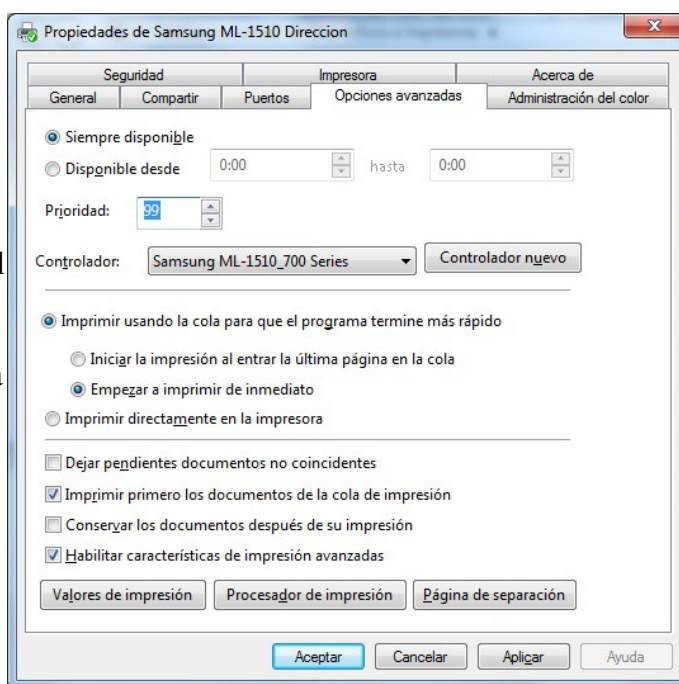 Propiedades de Samsung ML-1510 Direccion
Seguridad Impresora Acerca de
General Compartir Puertos Opciones avanzadas Administración del color
Siempre disponible
Disponible desde 0:00 hasta 0:00
Prioridad: 99
l
Controlador: Samsung ML-1510_700 Series Controlador nuevo
Imprimir usando la cola para que el programa termine más rápido
Iniciar la impresión al entrar la última página en la cola
a
Empezar a imprimir de inmediato
Imprimir directamente en la impresora
Dejar pendientes documentos no coincidentes
Imprimir primero los documentos de la cola de impresión
Conservar los documentos después de su impresión
Habilitar características de impresión avanzadas
Valores de impresión Procesador de impresión Página de separación
Aceptar Cancelar Aplicar Ayuda